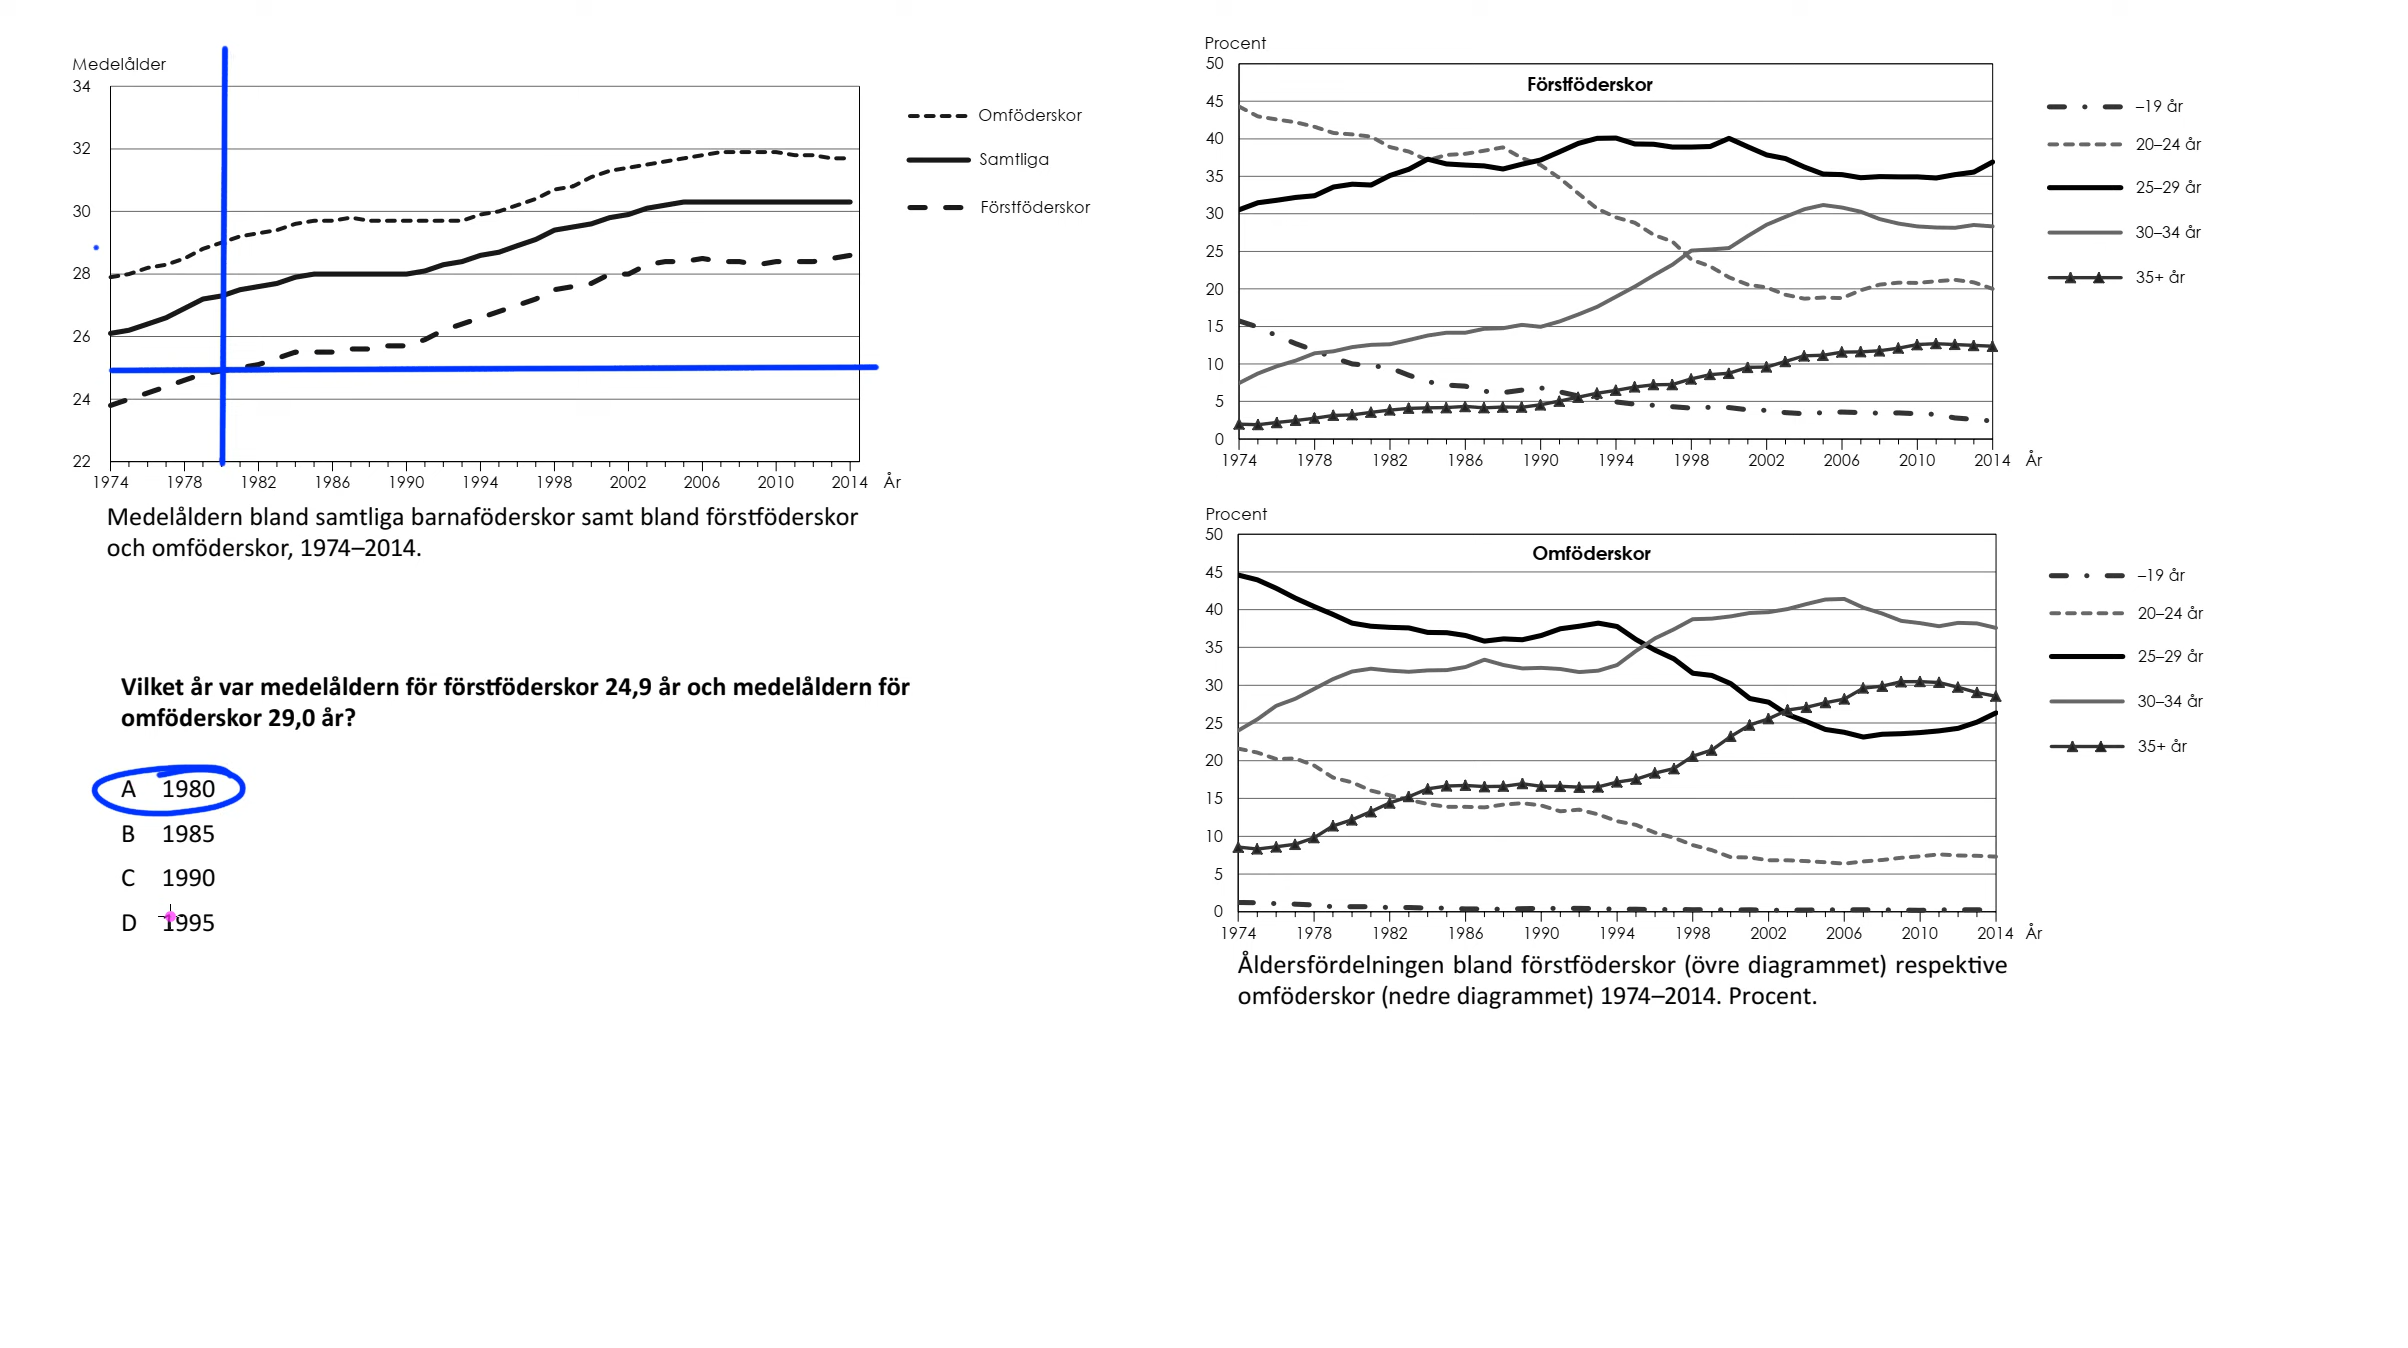 Medelålder
34
32
30
28
26
24
22
1974 1978 1982 1986 1990 1994 1998 2002 2006 2010 2014 År
Omföderskor
Samtliga
Förstföderskor
Medelåldern bland samtliga barnaföderskor samt bland förstföderskor
och omföderskor, 1974–2014.
Vilket år var medelåldern för förstföderskor 24,9 år och medelåldern för
omföderskor 29,0 år?
A 1980
B 1985
C 1990
D 1995
Procent
50
45
40
35
30
25
20
15
10
5
0
Förstföderskor
1974 1978 1982 1986 1990 1994 1998 2002 2006 2010 2014 År
–19 år
20–24 år
25–29 år
30–34 år
35+ år
Procent
50
45
40
35
30
25
20
15
10
5
0
Omföderskor
1974 1978 1982 1986 1990 1994 1998 2002 2006 2010 2014 År
–19 år
20–24 år
25–29 år
30–34 år
35+ år
Åldersfördelningen bland förstföderskor (övre diagrammet) respektive
omföderskor (nedre diagrammet) 1974–2014. Procent.